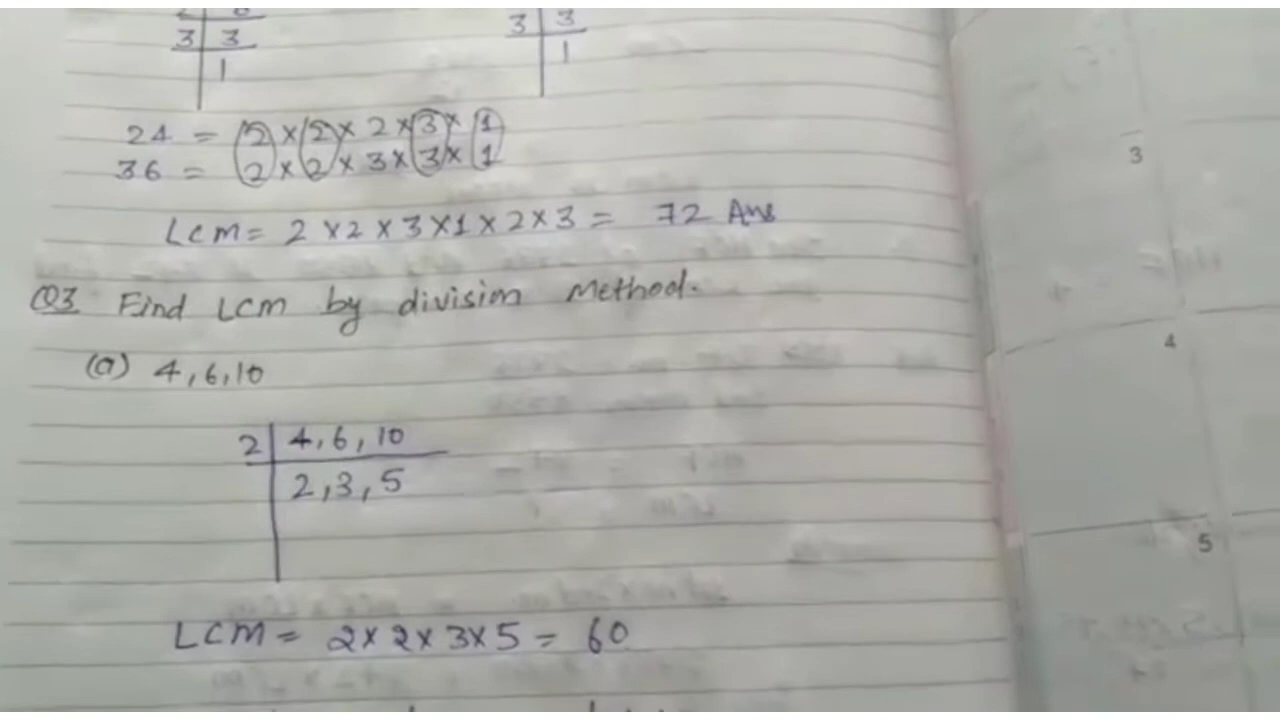 3 3
1
3 3
1
24 = 2 × 2 × 2 × 3 × 1
36 = 2 × 2 × 3 × 3 × 1
LCM = 2 × 2 × 3 × 1 × 2 × 3 = 72 Ans
Q3 Find LCM by division Method.
(a) 4, 6, 10
2 4, 6, 10
2, 3, 5
LCM = 2 × 2 × 3 × 5 = 60
3
4
5